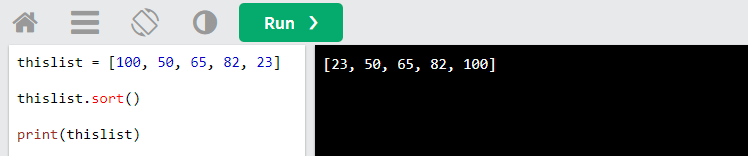 Run ❯
thislist = [100, 50, 65, 82, 23]
thislist.sort()
print(thislist)
[23, 50, 65, 82, 100]